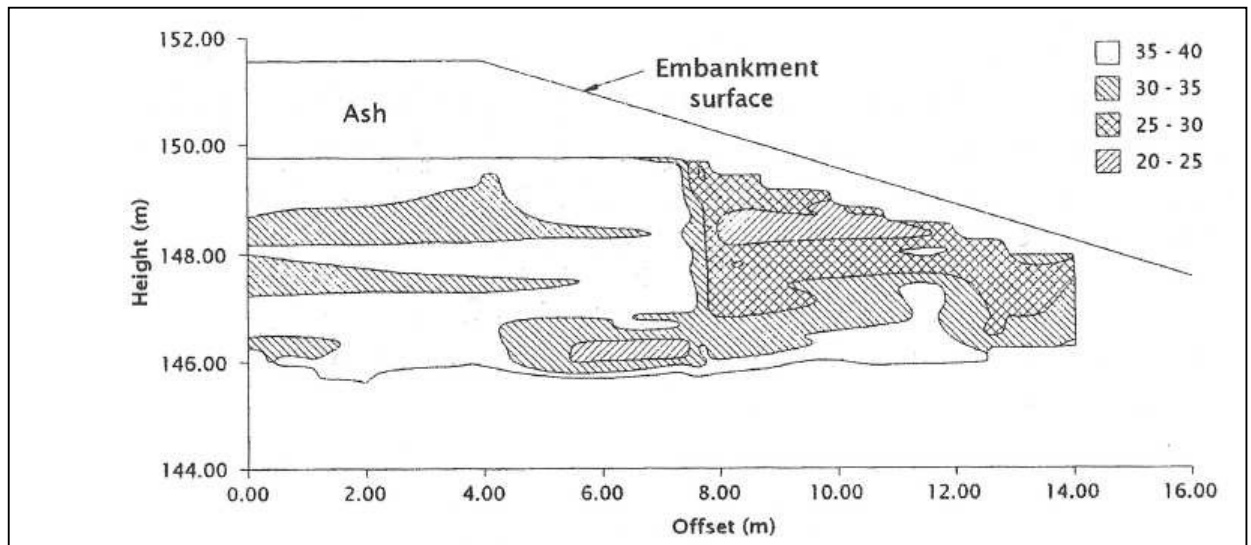 152.00
150.00
148.00
146.00
144.00
Height (m)
Ash
Embankment
surface
35 - 40
30 - 35
25 - 30
20 - 25
0.00 2.00 4.00 6.00 8.00 10.00 12.00 14.00 16.00
Offset (m)